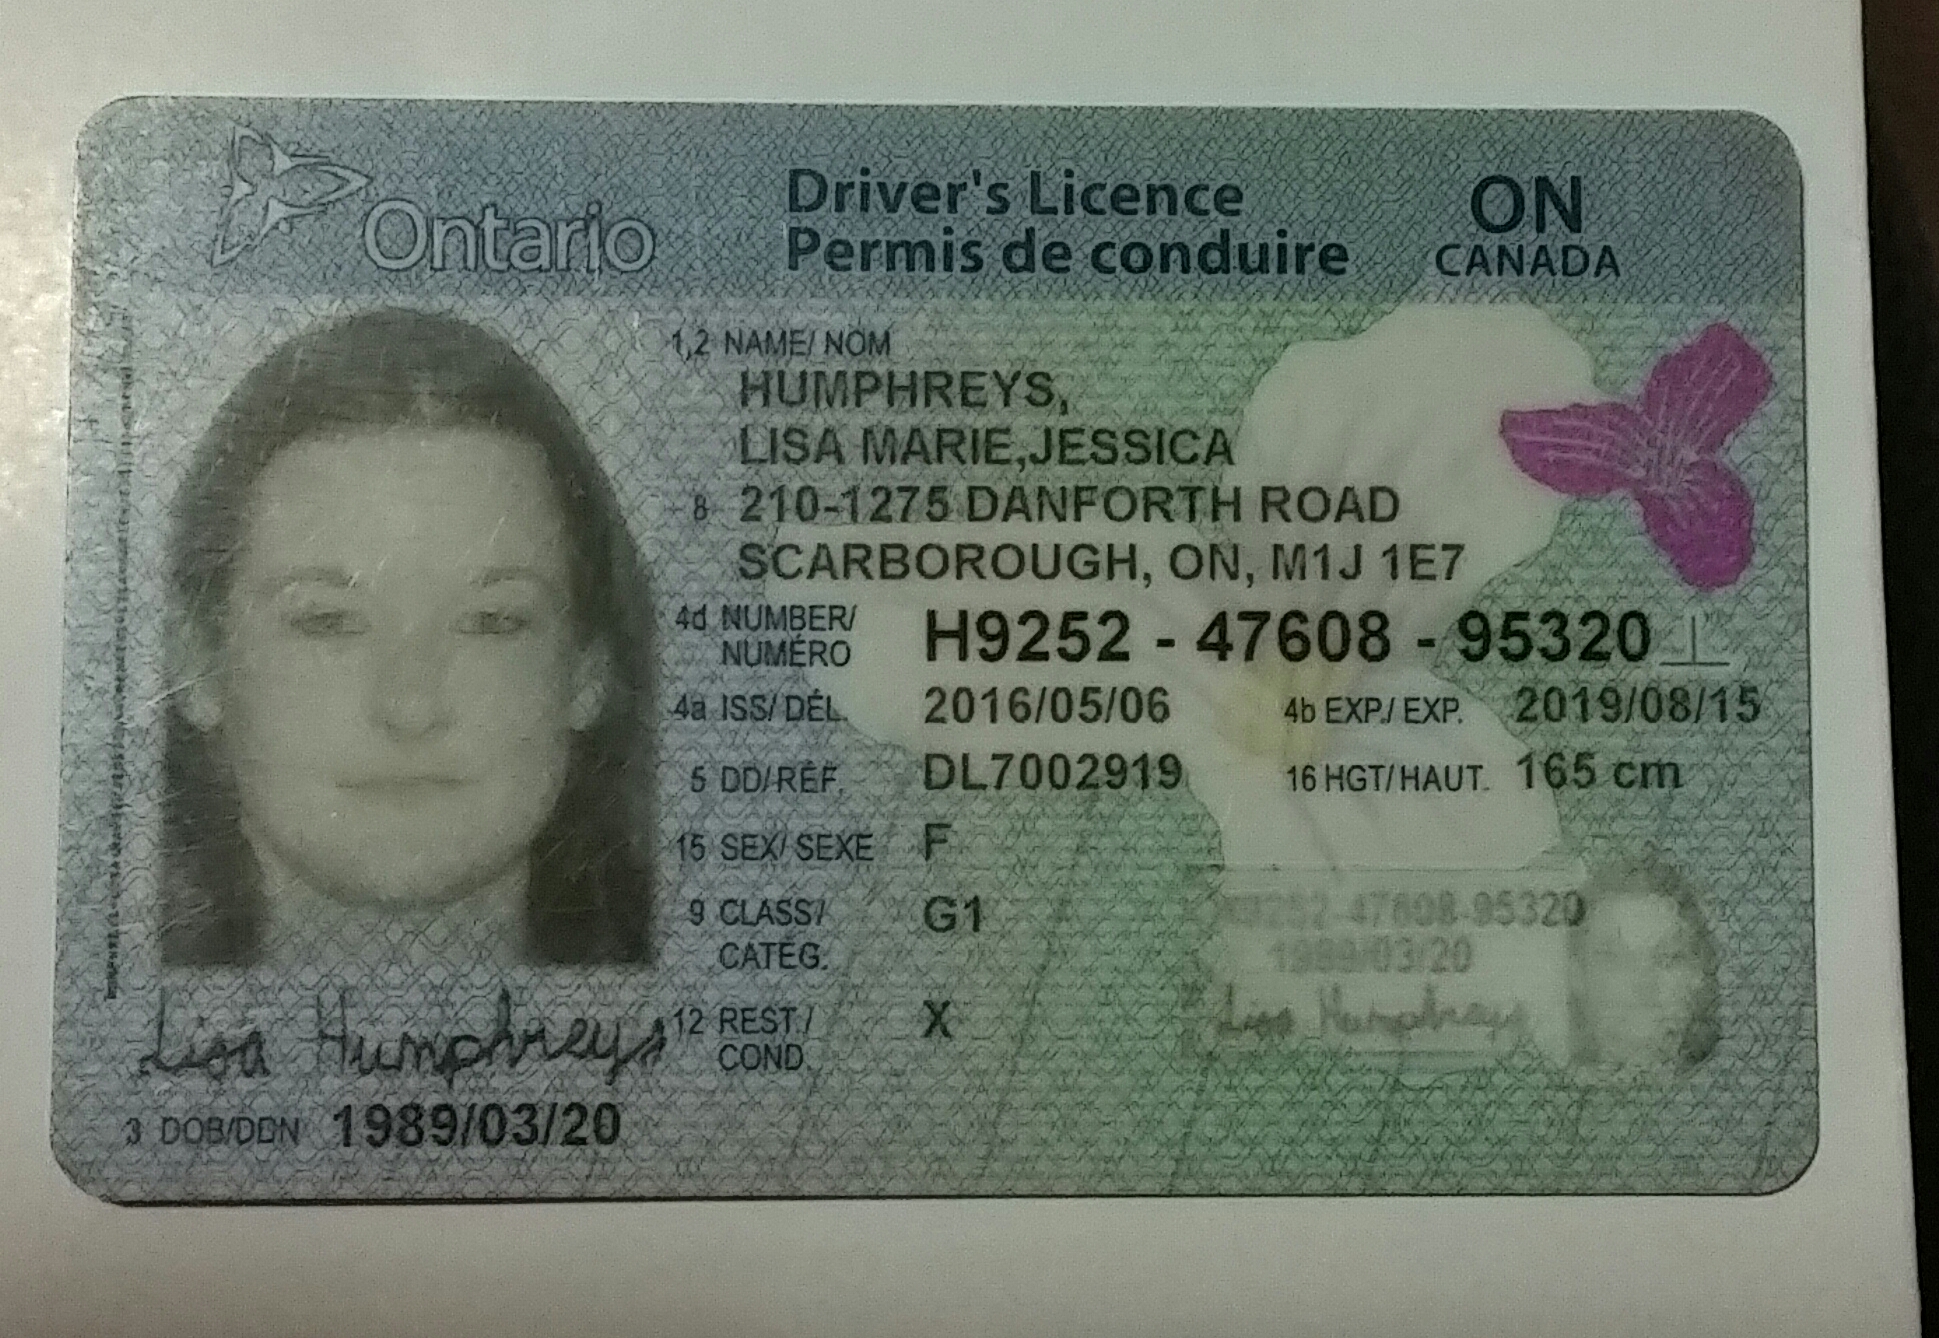 Ontario
Driver's Licence
Permis de conduire
ON
CANADA
1,2 NAME/ NOM
HUMPHREYS,
LISA MARIE,JESSICA
8 210-1275 DANFORTH ROAD
SCARBOROUGH, ON, M1J 1E7
4d NUMBER/
NUMÉRO
H9252 - 47608 - 95320
4a ISS/ DÉL. 2016/05/06 4b EXP./ EXP. 2019/08/15
5 DD/RÉF. DL7002919 16 HGT/HAUT. 165 cm
15 SEX/ SEXE F
9 CLASS/
CATÉG.
G1
12 REST./
COND.
X
H9252-47608-95320
1989/03/20
Lisa Humphreys
Lisa Humphreys
3 DOB/DDN 1989/03/20